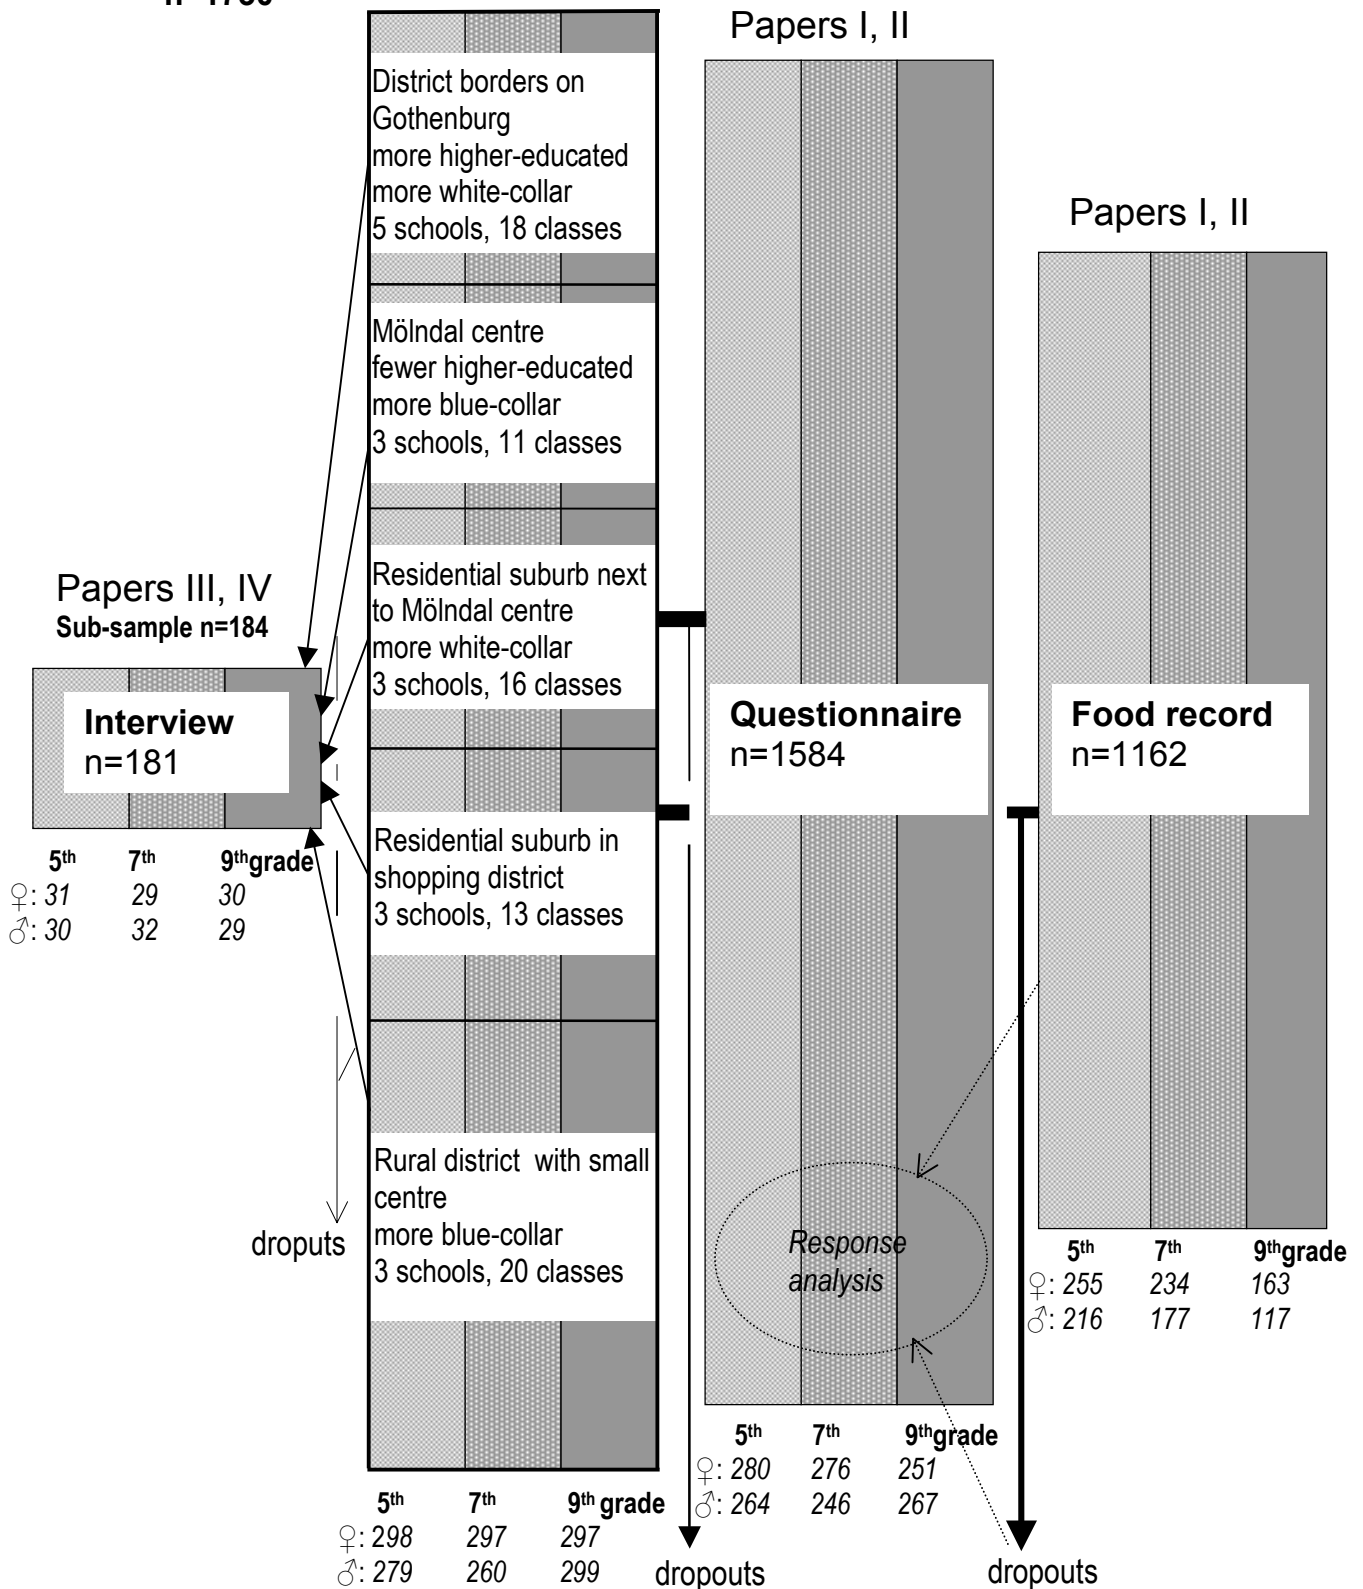 Papers I, II
District borders on
Gothenburg
more higher-educated
more white-collar
5 schools, 18 classes
Papers I, II
Mölndal centre
fewer higher-educated
more blue-collar
3 schools, 11 classes
Papers III, IV
Sub-sample n=184
Residential suburb next
to Mölndal centre
more white-collar
3 schools, 16 classes
Interview
n=181
Questionnaire
n=1584
Food record
n=1162
5th 7th 9th grade
♀: 31 29 30
♂: 30 32 29
Residential suburb in
shopping district
3 schools, 13 classes
Rural district with small
centre
more blue-collar
3 schools, 20 classes
droputs
Response
analysis
5th 7th 9th grade
♀: 255 234 163
♂: 216 177 117
5th 7th 9th grade
♀: 280 276 251
♂: 264 246 267
5th 7th 9th grade
♀: 298 297 297
♂: 279 260 299
dropouts
dropouts